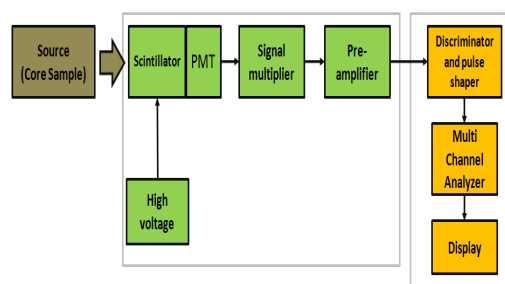 Source
(Core Sample)
Scintillator
PMT
Signal
multiplier
Pre-
amplifier
Discriminator
and pulse
shaper
High
voltage
Multi
Channel
Analyzer
Display